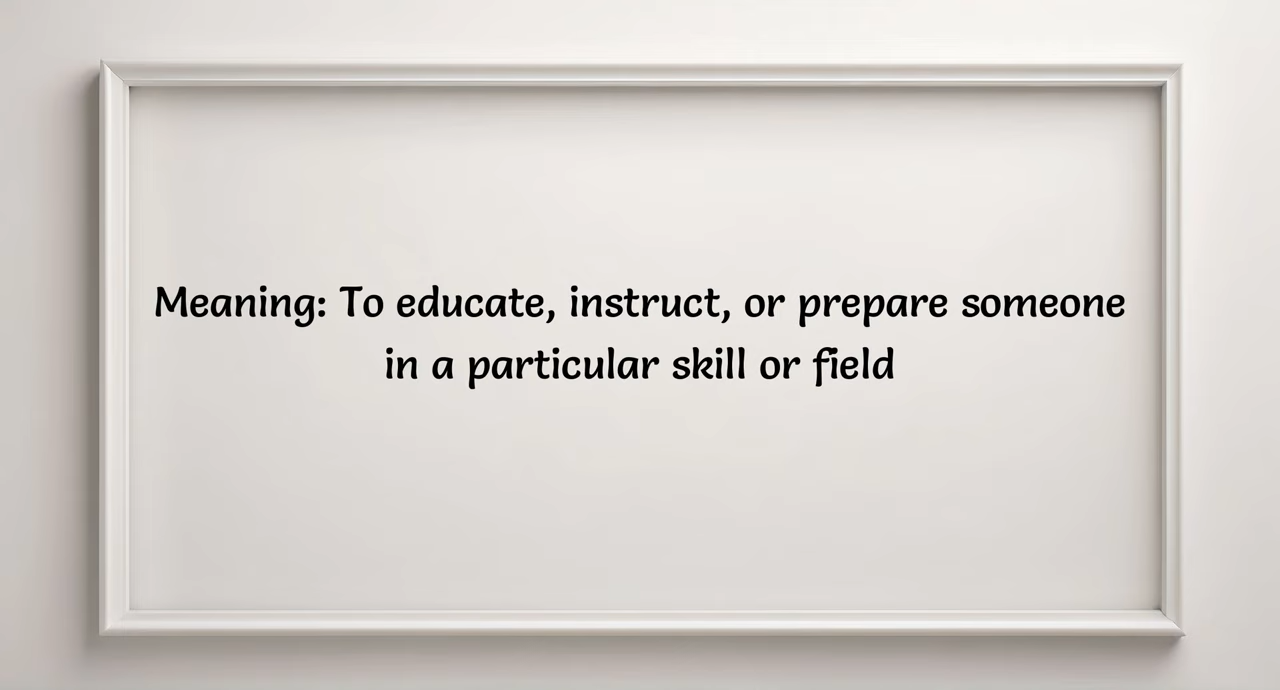 Meaning: To educate, instruct, or prepare someone
in a particular skill or field